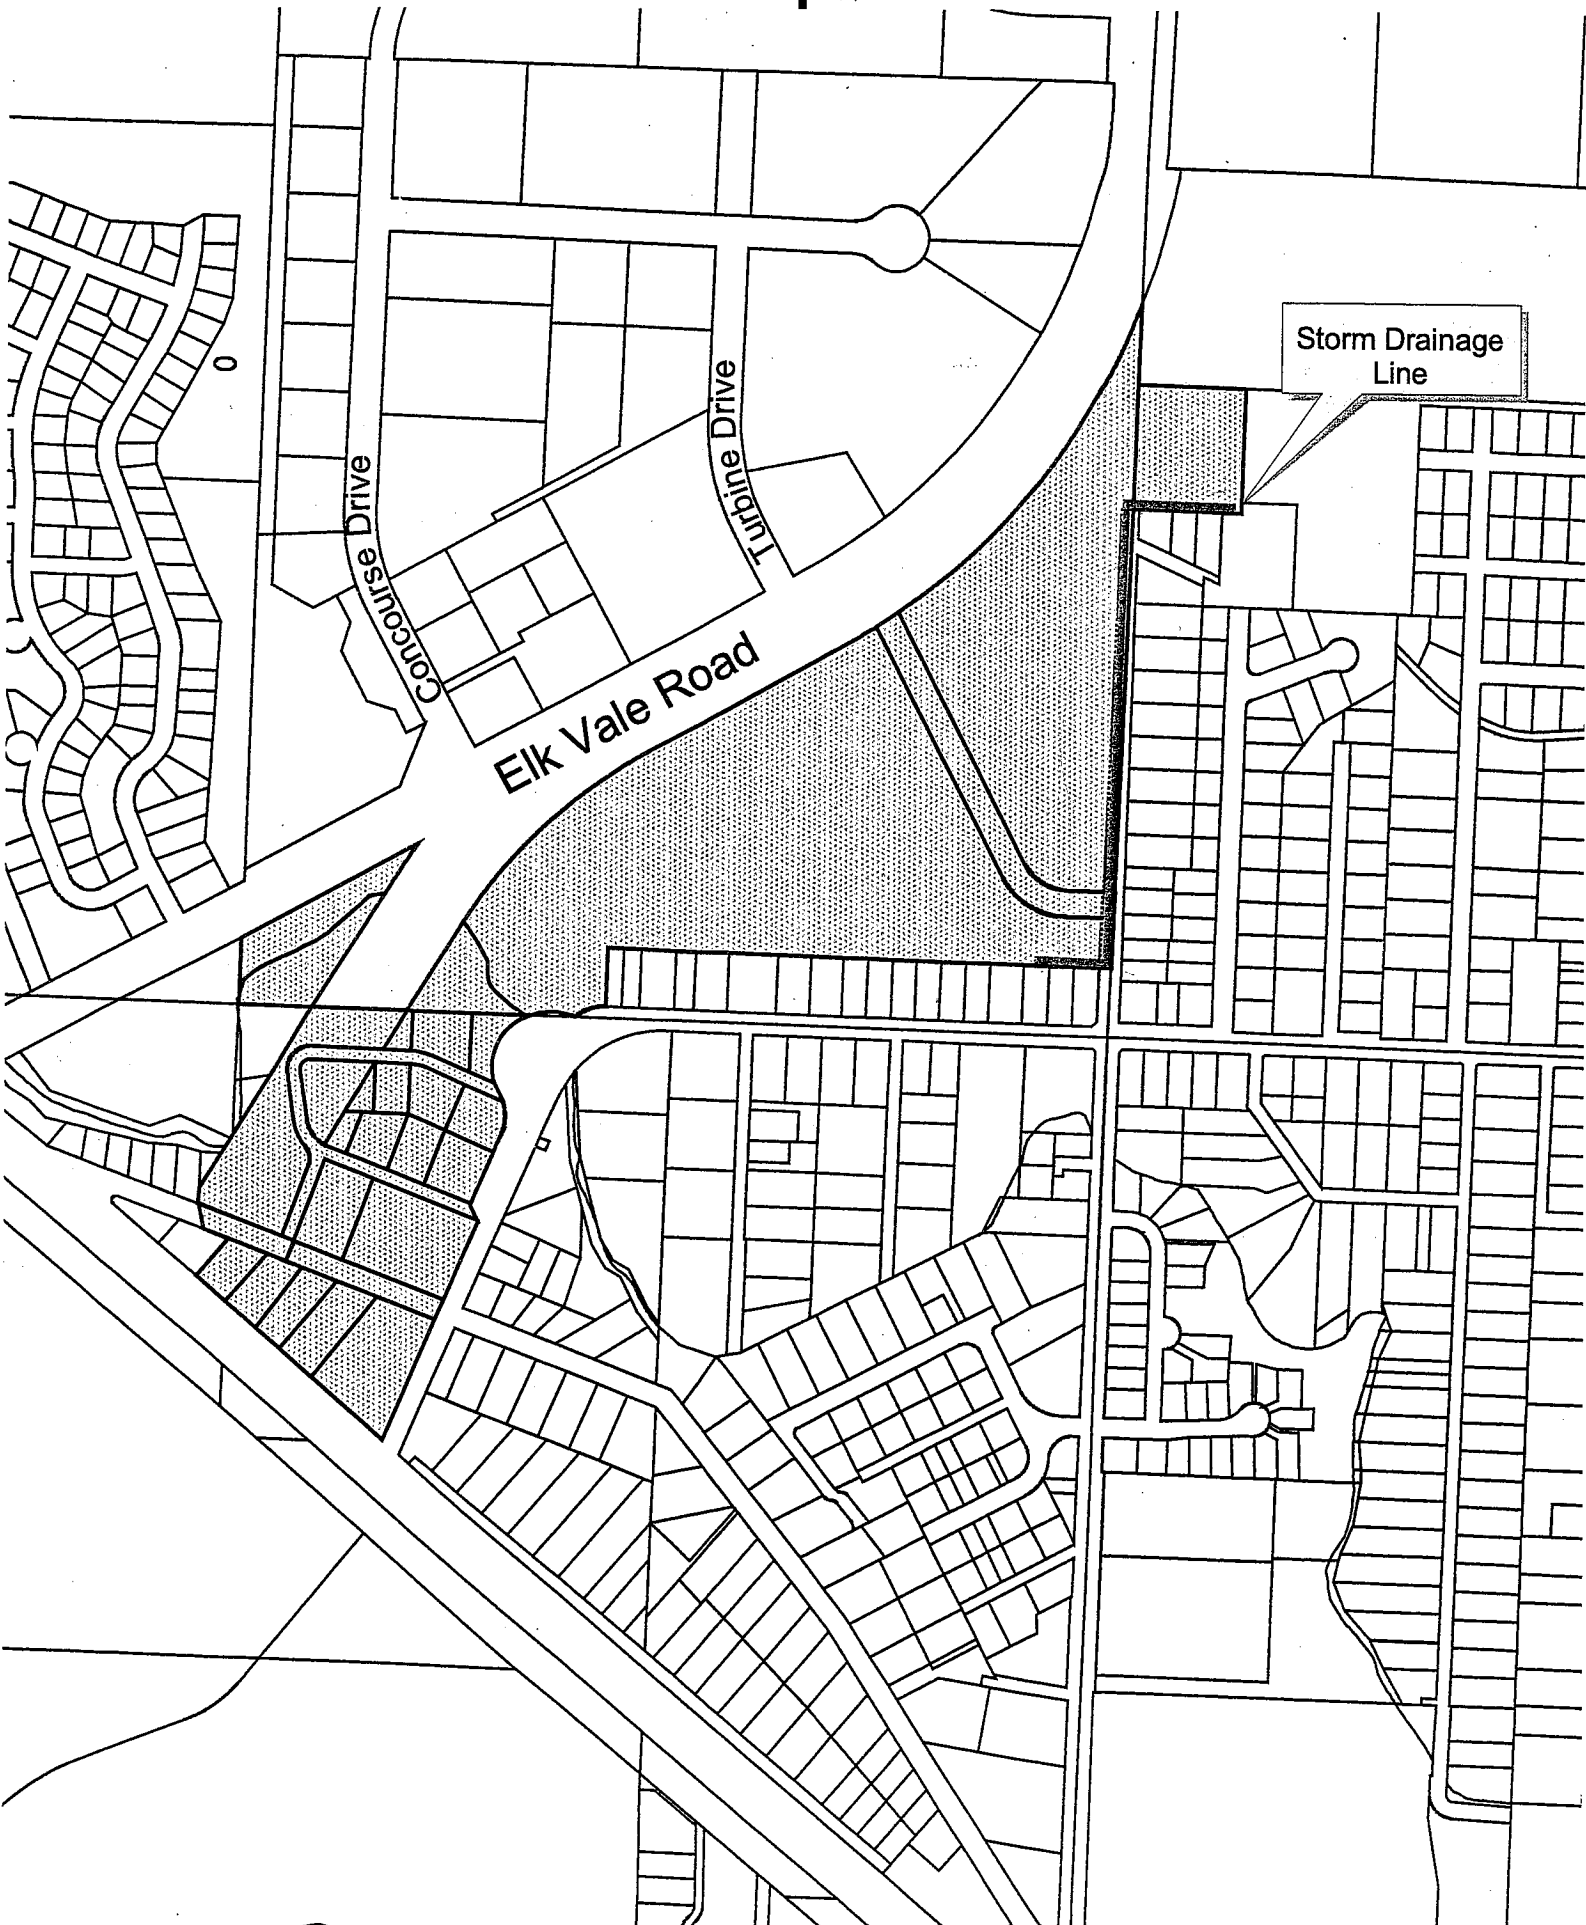 Storm Drainage
Line
Turbine Drive
Concourse Drive
Elk Vale Road
0